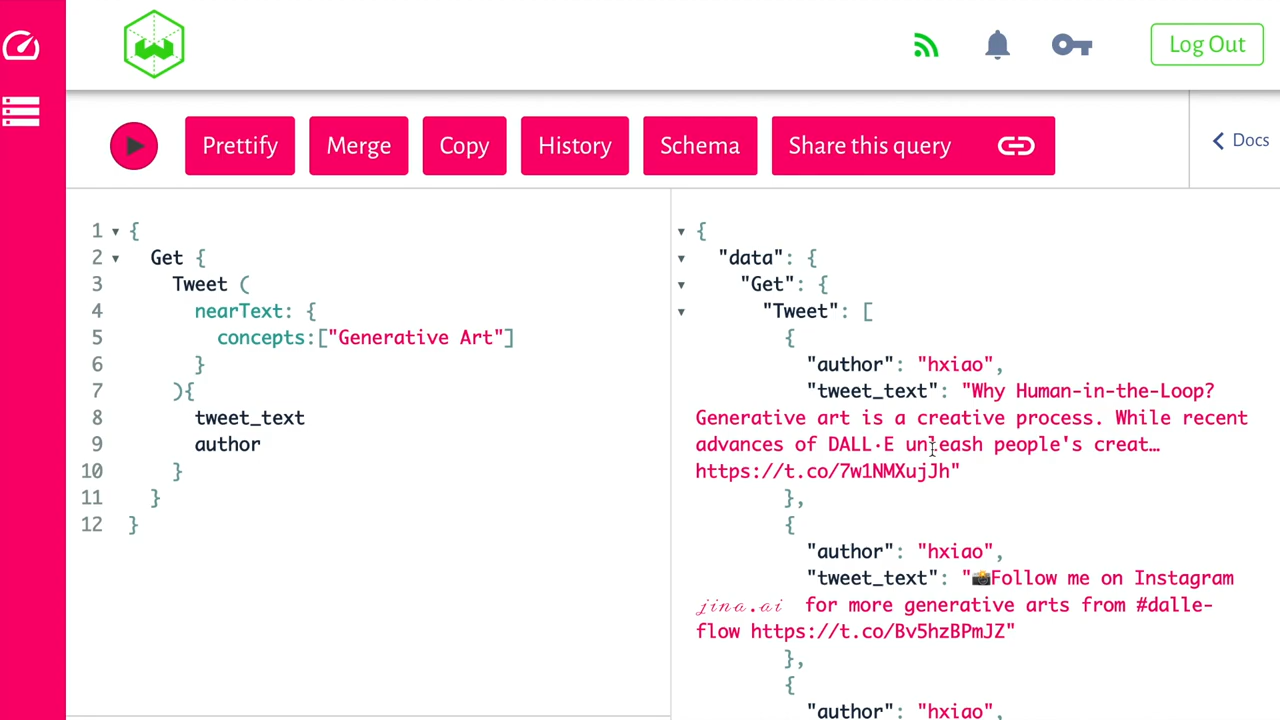 Log Out
Prettify
Merge
Copy
History
Schema
Share this query
Docs
1 {
2 Get {
3 Tweet (
4 nearText: {
5 concepts:["Generative Art"]
6 }
7 ){
8 tweet_text
9 author
10 }
11 }
12 }
{
"data": {
"Get": {
"Tweet": [
{
"author": "hxiao",
"tweet_text": "Why Human-in-the-Loop?
Generative art is a creative process. While recent
advances of DALL·E unleash people's creat…
https://t.co/7w1NMXujJh"
},
{
"author": "hxiao",
"tweet_text": "📸Follow me on Instagram
𝒿𝒾𝓃𝒶.𝒶𝒾 for more generative arts from #dalle-
flow https://t.co/Bv5hzBPmJZ"
},
{
"author": "hxiao",